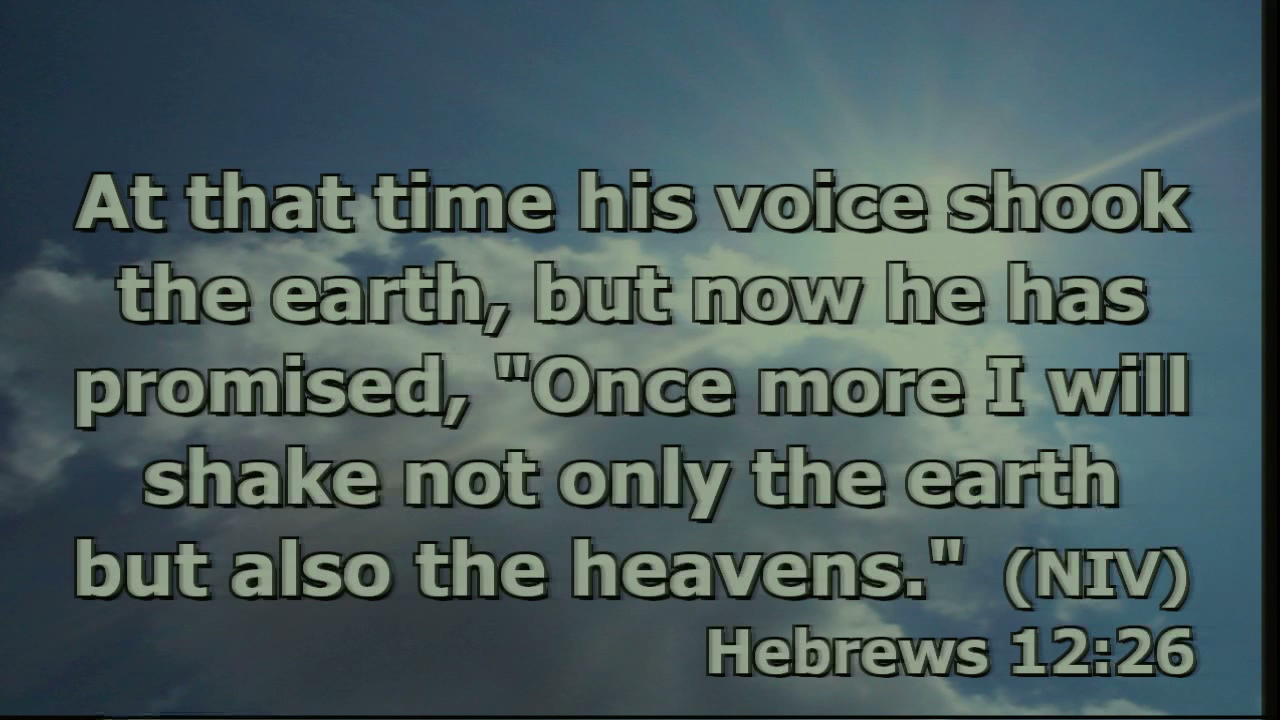 At that time his voice shook
the earth, but now he has
promised, "Once more I will
shake not only the earth
but also the heavens." (NIV)
Hebrews 12:26